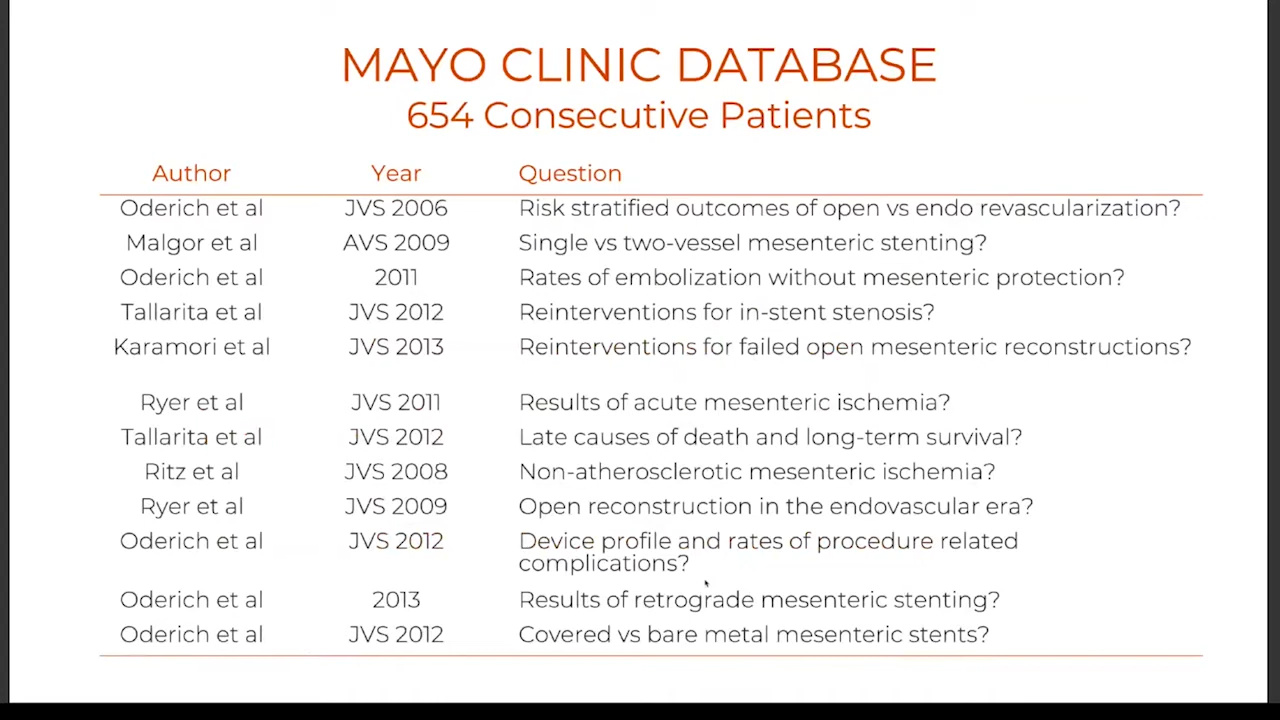 MAYO CLINIC DATABASE
654 Consecutive Patients
Author Year Question
Oderich et al JVS 2006 Risk stratified outcomes of open vs endo revascularization?
Malgor et al AVS 2009 Single vs two-vessel mesenteric stenting?
Oderich et al 2011 Rates of embolization without mesenteric protection?
Tallarita et al JVS 2012 Reinterventions for in-stent stenosis?
Karamori et al JVS 2013 Reinterventions for failed open mesenteric reconstructions?
Ryer et al JVS 2011 Results of acute mesenteric ischemia?
Tallarita et al JVS 2012 Late causes of death and long-term survival?
Ritz et al JVS 2008 Non-atherosclerotic mesenteric ischemia?
Ryer et al JVS 2009 Open reconstruction in the endovascular era?
Oderich et al JVS 2012 Device profile and rates of procedure related
complications?
Oderich et al 2013 Results of retrograde mesenteric stenting?
Oderich et al JVS 2012 Covered vs bare metal mesenteric stents?